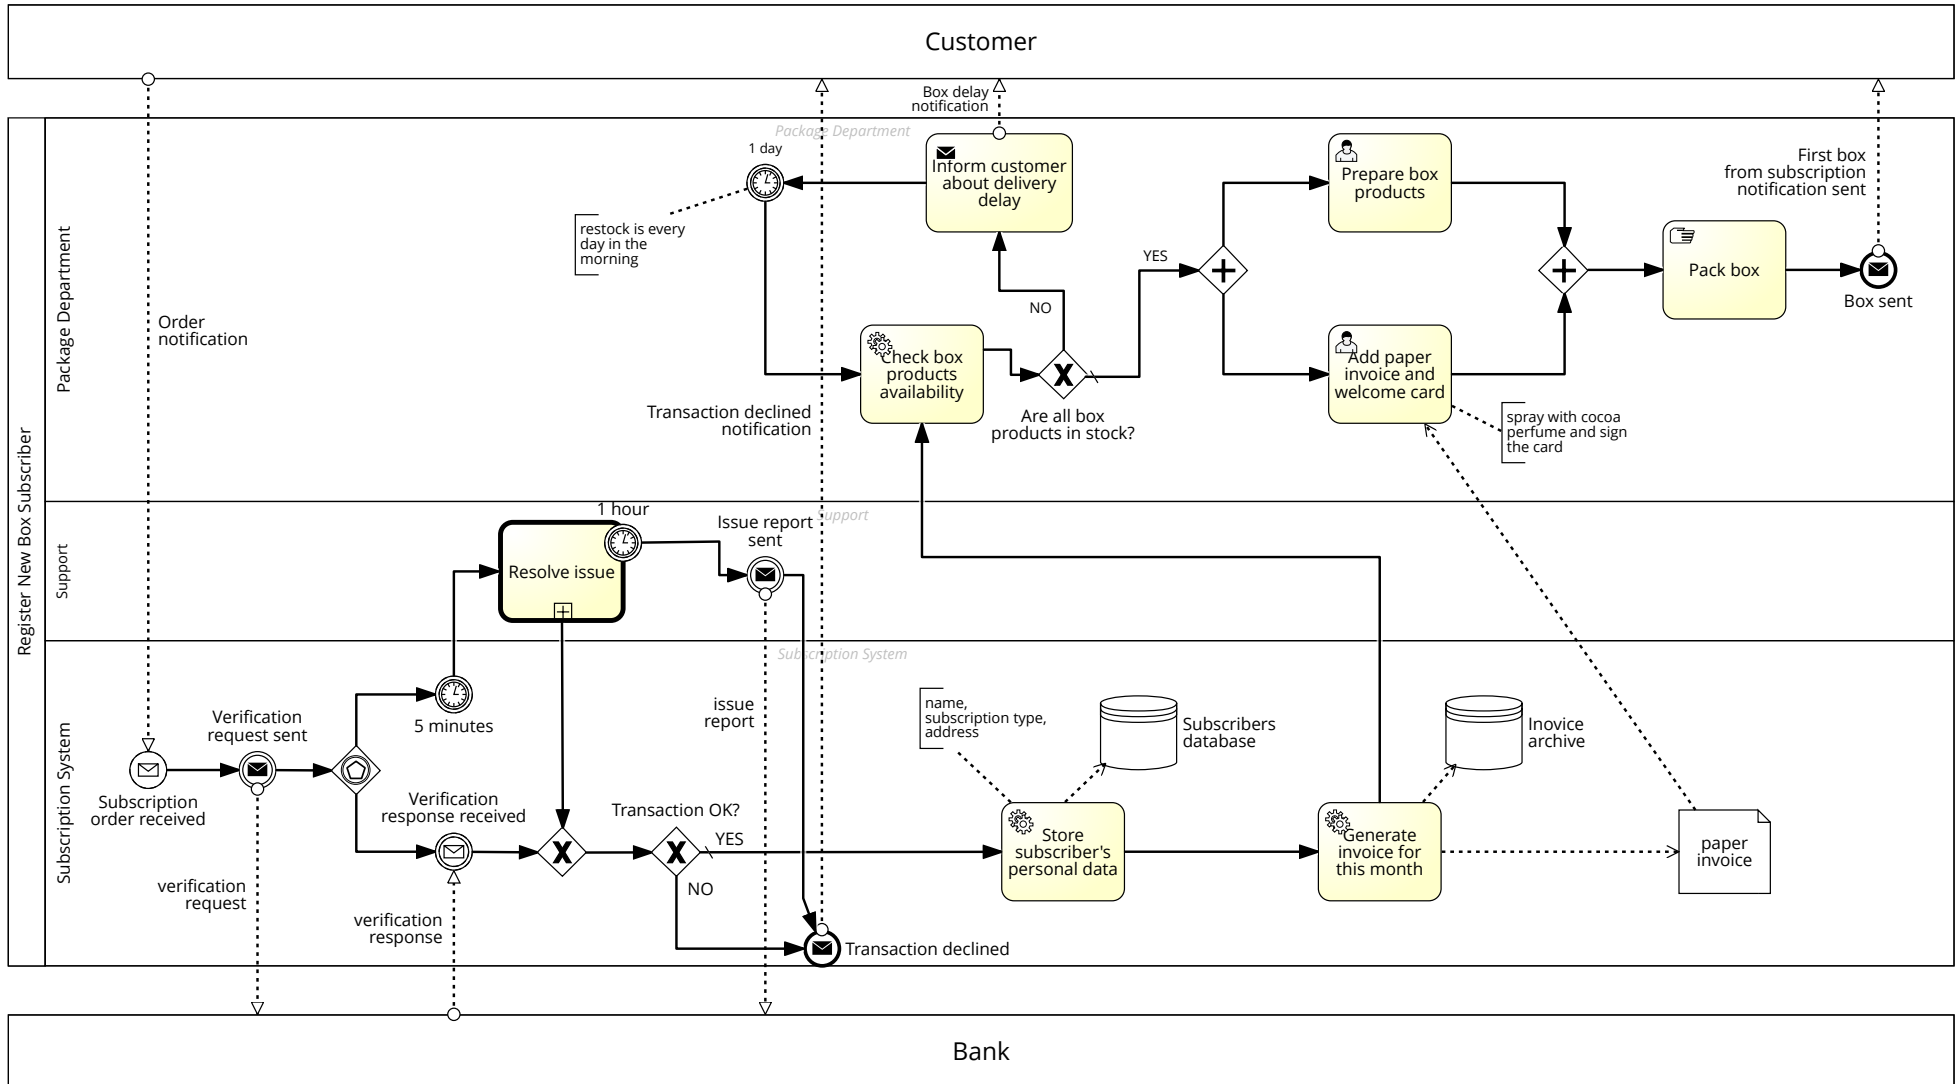 Customer
Box delay
notification
Register New Box Subscriber
Package Department
Package Department
1 day
Inform customer
about delivery
delay
restock is every
day in the
morning
Order
notification
Transaction declined
notification
Check box
products
availability
NO
YES
Are all box
products in stock?
Prepare box
products
Add paper
invoice and
welcome card
spray with cocoa
perfume and sign
the card
Pack box
First box
from subscription
notification sent
Box sent
Support
Support
1 hour
Resolve issue
Issue report
sent
Subscription System
Subscription System
Subscription
order received
Verification
request sent
5 minutes
Verification
response received
verification
request
verification
response
issue
report
Transaction OK?
YES
NO
Transaction declined
name,
subscription type,
address
Subscribers
database
Store
subscriber's
personal data
Inovice
archive
Generate
invoice for
this month
paper
invoice
Bank